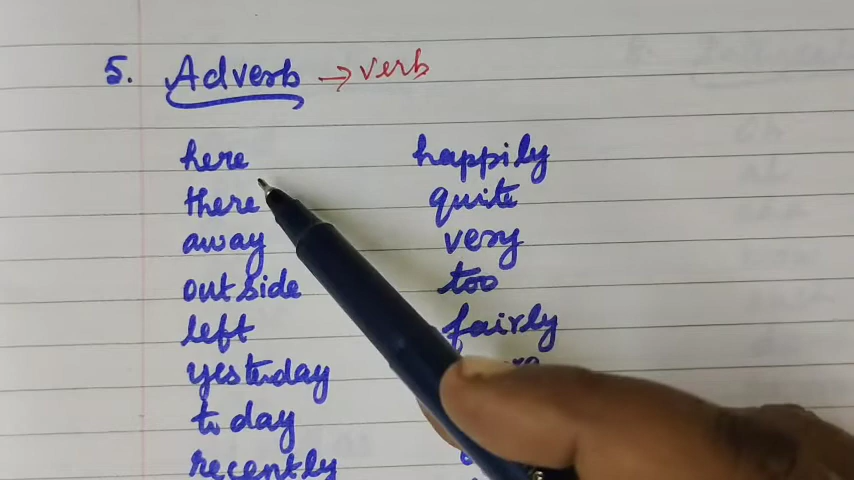 5. Adverb → verb
here happily
there quite
away very
outside too
left fairly
yesterday
today
recently